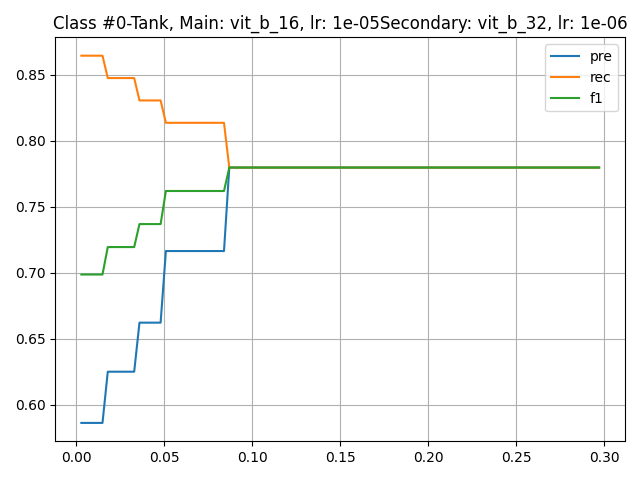 Class #0-Tank, Main: vit_b_16, lr: 1e-05Secondary: vit_b_32, lr: 1e-06
pre
rec
f1
0.85
0.80
0.75
0.70
0.65
0.60
0.00 0.05 0.10 0.15 0.20 0.25 0.30